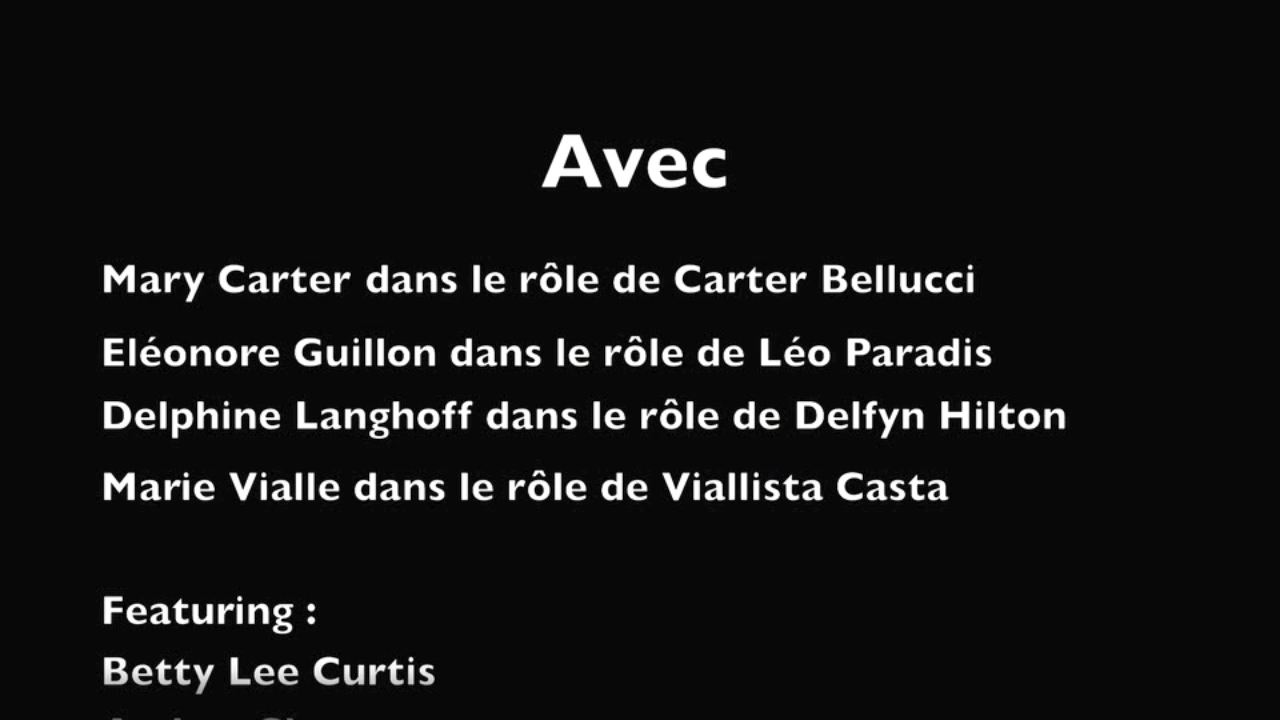 Avec
Mary Carter dans le rôle de Carter Bellucci
Eléonore Guillon dans le rôle de Léo Paradis
Delphine Langhoff dans le rôle de Delfyn Hilton
Marie Vialle dans le rôle de Viallista Casta
Featuring :
Betty Lee Curtis